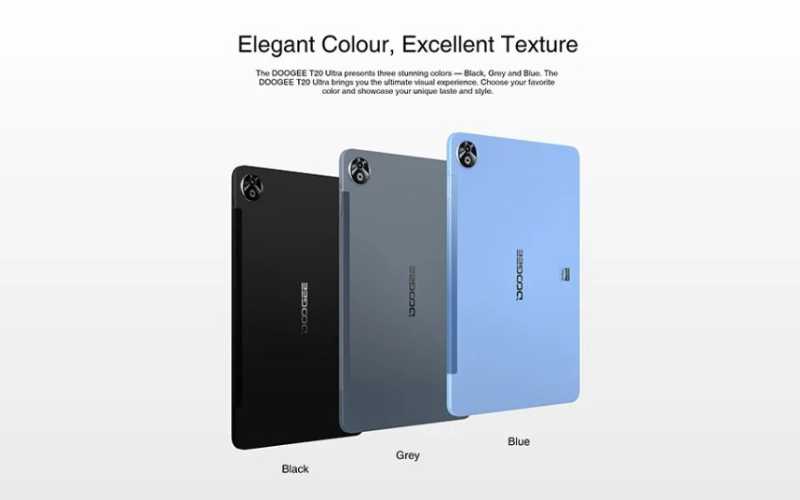 Elegant Colour, Excellent Texture
The DOOGEE T20 Ultra presents three stunning colors — Black, Grey and Blue. The
DOOGEE T20 Ultra brings you the ultimate visual experience. Choose your favorite
color and showcase your unique taste and style.
DOOGEE
DOOGEE
DOOGEE
Black
Grey
Blue